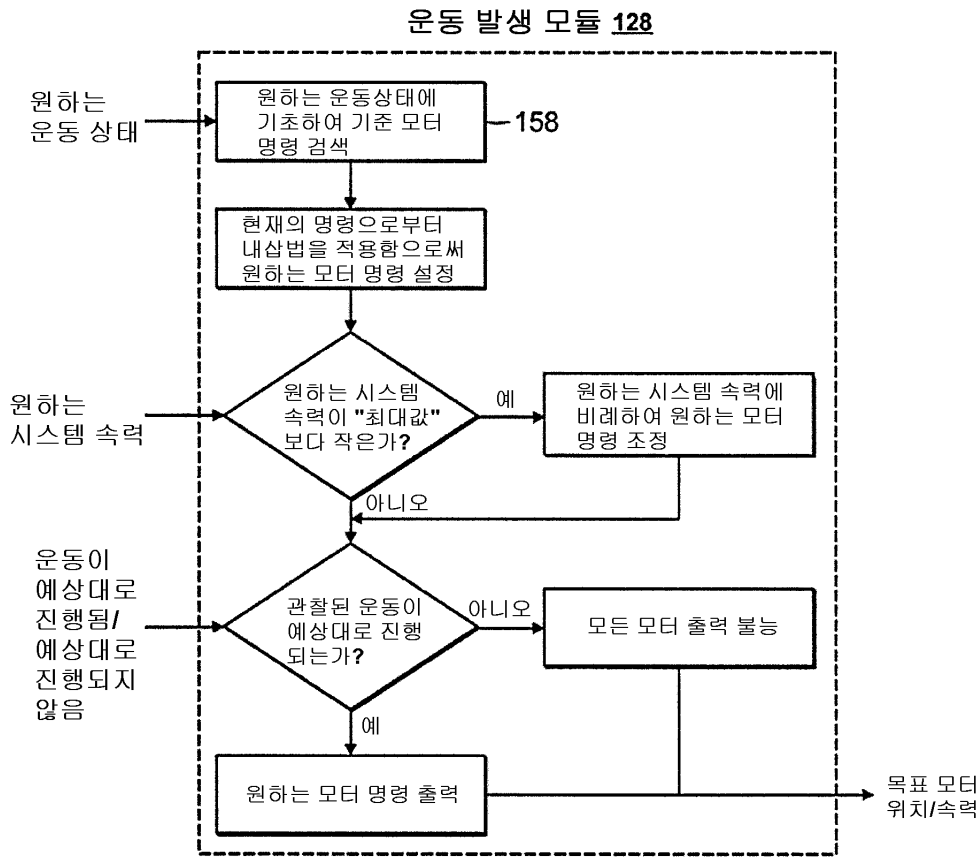 운동 발생 모듈 128
원하는
운동 상태
원하는 운동상태에
기초하여 기준 모터
명령 검색
158
현재의 명령으로부터
내삽법을 적용함으로써
원하는 모터 명령 설정
원하는
시스템 속력
원하는 시스템
속력이 "최대값"
보다 작은가?
예
원하는 시스템 속력에
비례하여 원하는 모터
명령 조정
아니오
운동이
예상대로
진행됨/
예상대로
진행되지
않음
관찰된 운동이
예상대로 진행
되는가?
아니오
모든 모터 출력 불능
예
원하는 모터 명령 출력
목표 모터
위치/속력